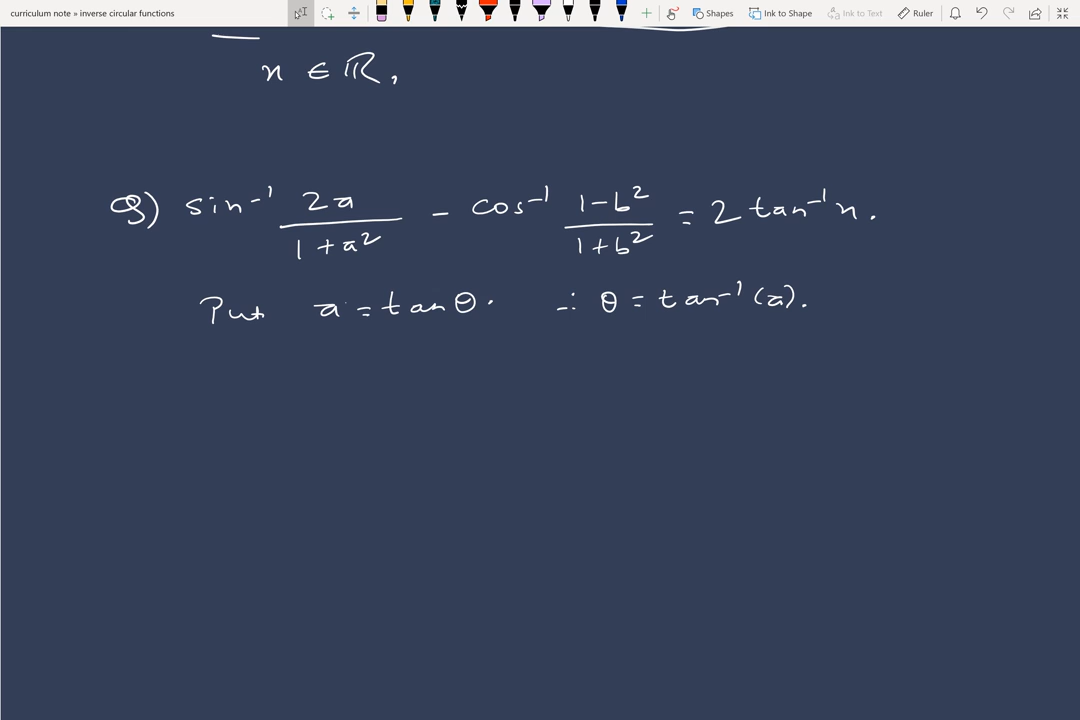 curriculum note » inverse circular functions
Shapes Ink to Shape Ink to Text Ruler
x ∈ ℝ,
Q) sin⁻¹ 2a/(1+a²) - cos⁻¹ (1-b²)/(1+b²) = 2 tan⁻¹ x.
Put a = tan θ. ∴ θ = tan⁻¹ (a).